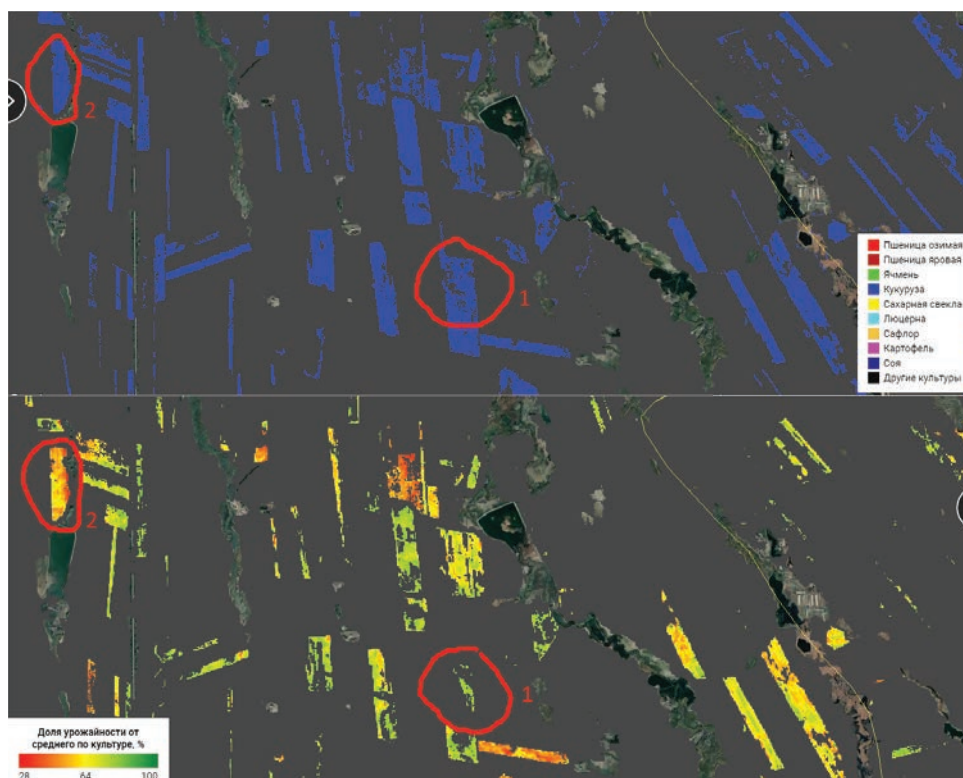 2
1
Пшеница озимая
Пшеница яровая
Ячмень
Кукуруза
Сахарная свекла
Люцерна
Сафлор
Картофель
Соя
Другие культуры
2
1
Доля урожайности от
среднего по культуре, %
28 64 100